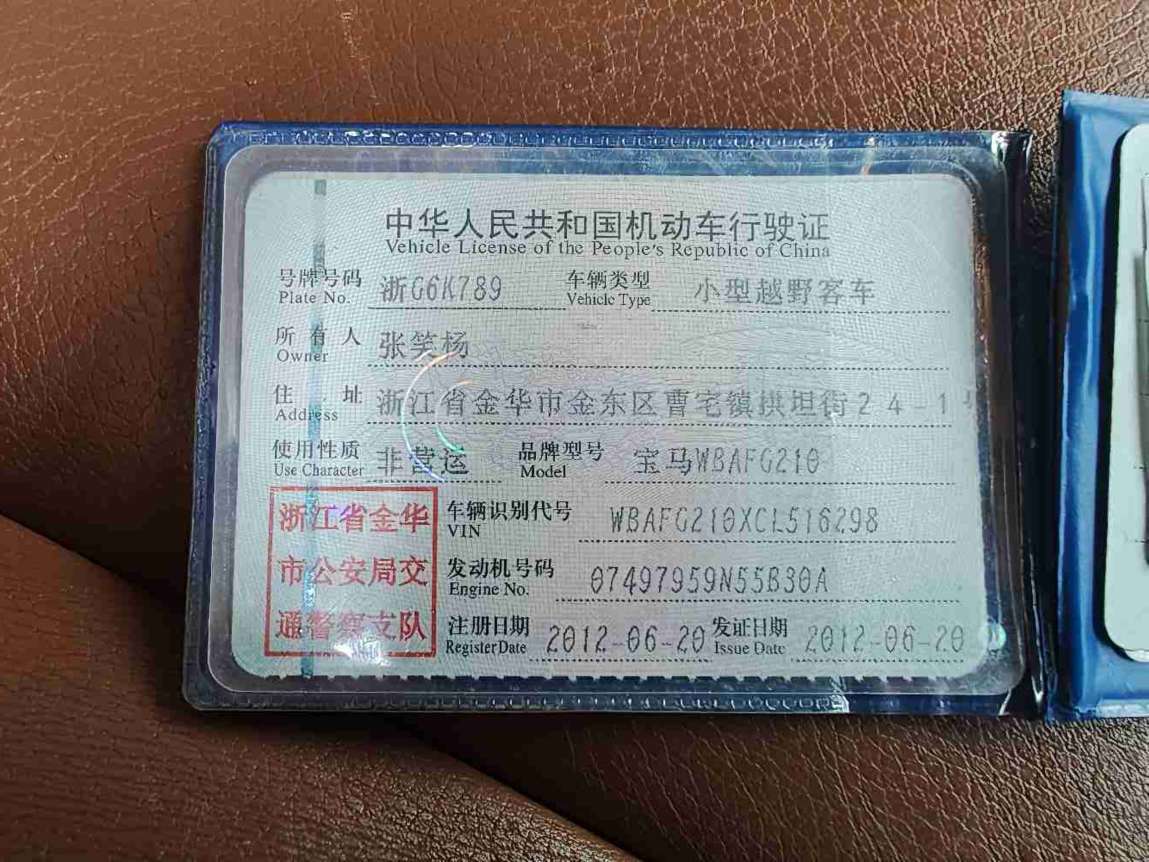 中华人民共和国机动车行驶证
Vehicle License of the People's Republic of China
号牌号码 浙G6K789 车辆类型 小型越野客车
Plate No. Vehicle Type
所有人 张笑杨
Owner
住址 浙江省金华市金东区曹宅镇拱坦街24-1号
Address
使用性质 非营运 品牌型号 宝马WBAFG210
Use Character Model
浙江省金华
市公安局交
通警察支队
车辆识别代号 WBAFG210XCL516298
VIN
发动机号码 07497959N55B30A
Engine No.
注册日期 2012-06-20 发证日期 2012-06-20
Register Date Issue Date